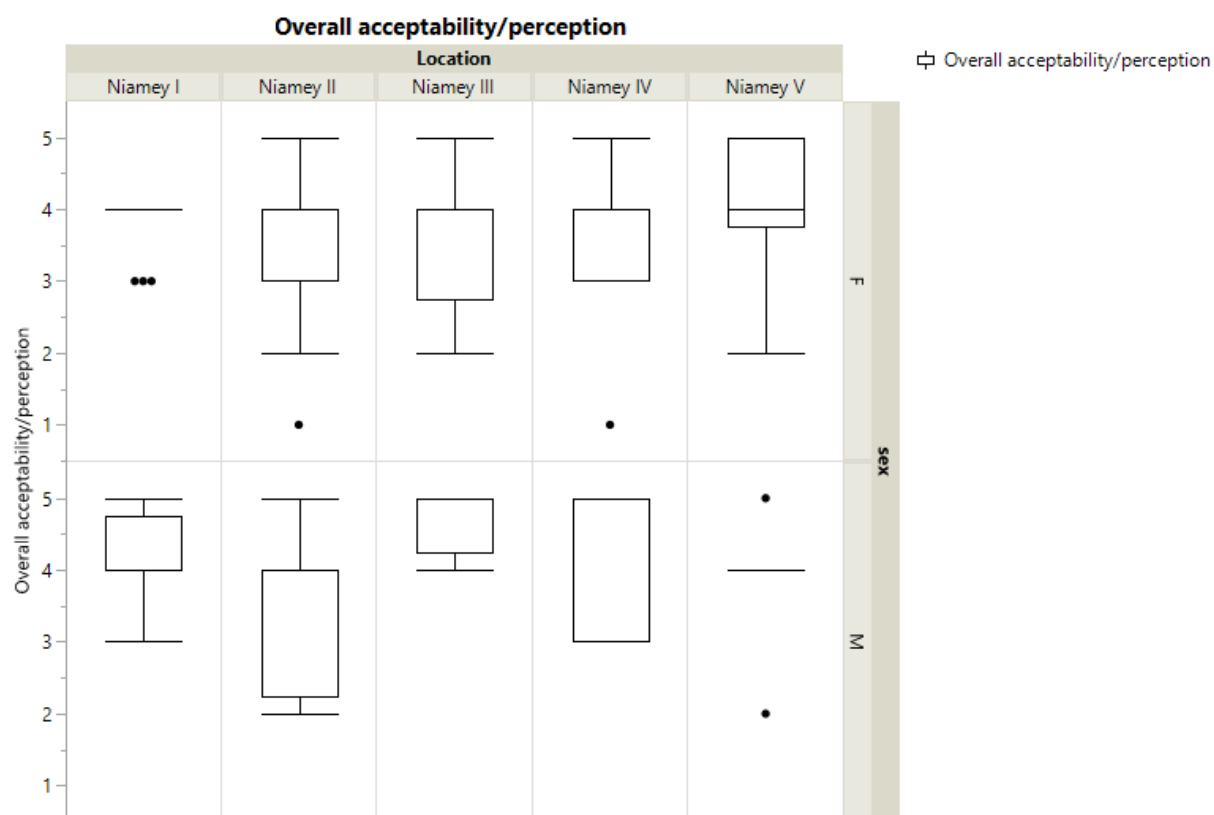 Overall acceptability/perception
Location
Niamey I Niamey II Niamey III Niamey IV Niamey V
Overall acceptability/perception
Overall acceptability/perception
5
4
3
2
1
F
5
4
3
2
1
M
sex